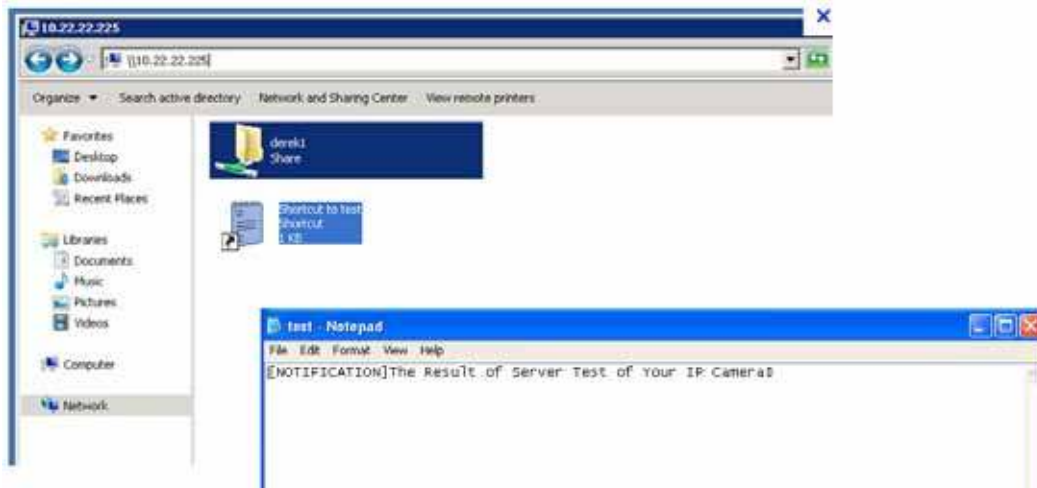 10.22.22.225
\\10.22.22.225
Organize Search active directory Network and Sharing Center View remote printers
Favorites
Desktop
Downloads
Recent Places
Libraries
Documents
Music
Pictures
Videos
Computer
Network
derek1
Share
Shortcut to test
Shortcut
1 KB
test - Notepad
File Edit Format View Help
[NOTIFICATION]The Result of Server Test of Your IP Camera